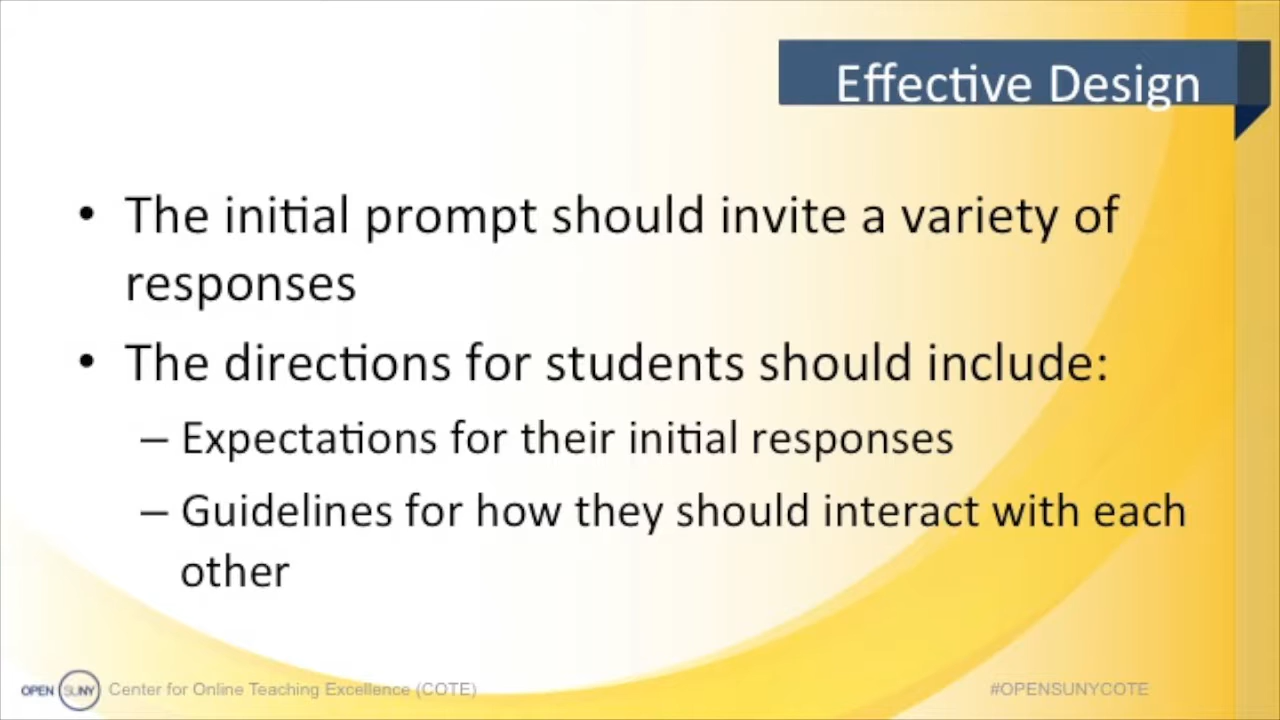 Effective Design
• The initial prompt should invite a variety of
responses
• The directions for students should include:
– Expectations for their initial responses
– Guidelines for how they should interact with each
other
OPEN SUNY Center for Online Teaching Excellence (COTE)
#OPENSUNYCOTE